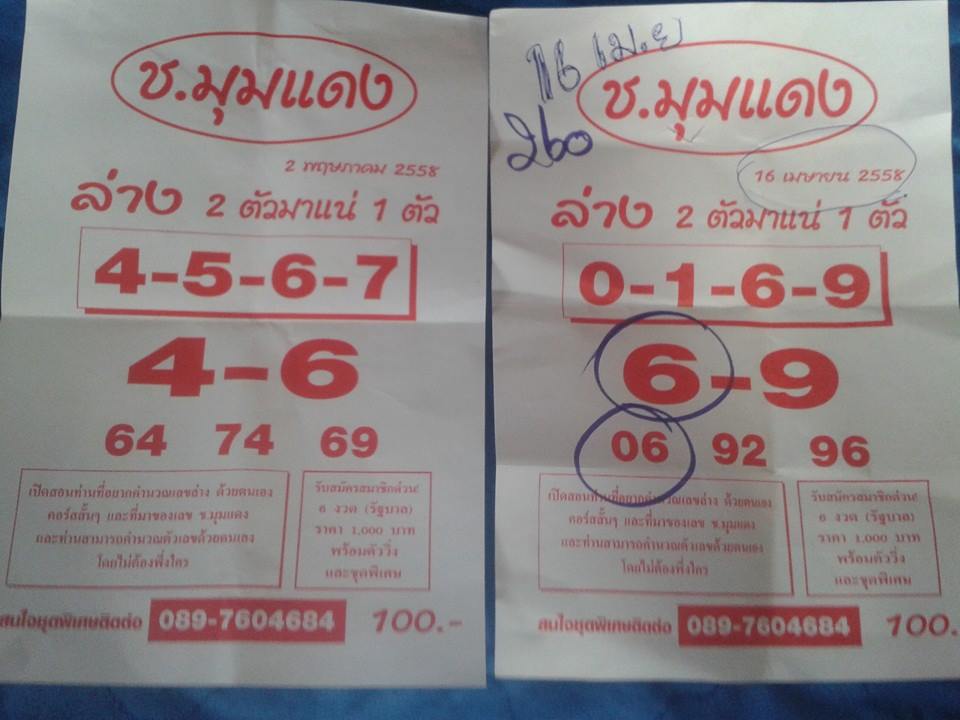 ช.มุมแดง
2 พฤษภาคม 2558
ล่าง 2 ตัวมาแน่ 1 ตัว
4-5-6-7
4-6
64 74 69
เปิดสอนท่านที่อยากคำนวณเลขล่าง ด้วยตนเอง
คอร์สสั้นๆ และที่มาของเลข ช.มุมแดง
และท่านสามารถคำนวณตัวเลขด้วยตนเอง
โดยไม่ต้องพึ่งใคร
รับสมัครสมาชิกด่วน!
6 งวด (รัฐบาล)
ราคา 1,000 บาท
พร้อมตัววิ่ง
และชุดพิเศษ
สนใจชุดพิเศษติดต่อ 089-7604684 100.-
16 เม.ย
260
ช.มุมแดง
16 เมษายน 2558
ล่าง 2 ตัวมาแน่ 1 ตัว
0-1-6-9
6-9
06 92 96
เปิดสอนท่านที่อยากคำนวณเลขล่าง ด้วยตนเอง
คอร์สสั้นๆ และที่มาของเลข ช.มุมแดง
และท่านสามารถคำนวณตัวเลขด้วยตนเอง
โดยไม่ต้องพึ่งใคร
รับสมัครสมาชิกด่วน!
6 งวด (รัฐบาล)
ราคา 1,000 บาท
พร้อมตัววิ่ง
และชุดพิเศษ
สนใจชุดพิเศษติดต่อ 089-7604684 100.